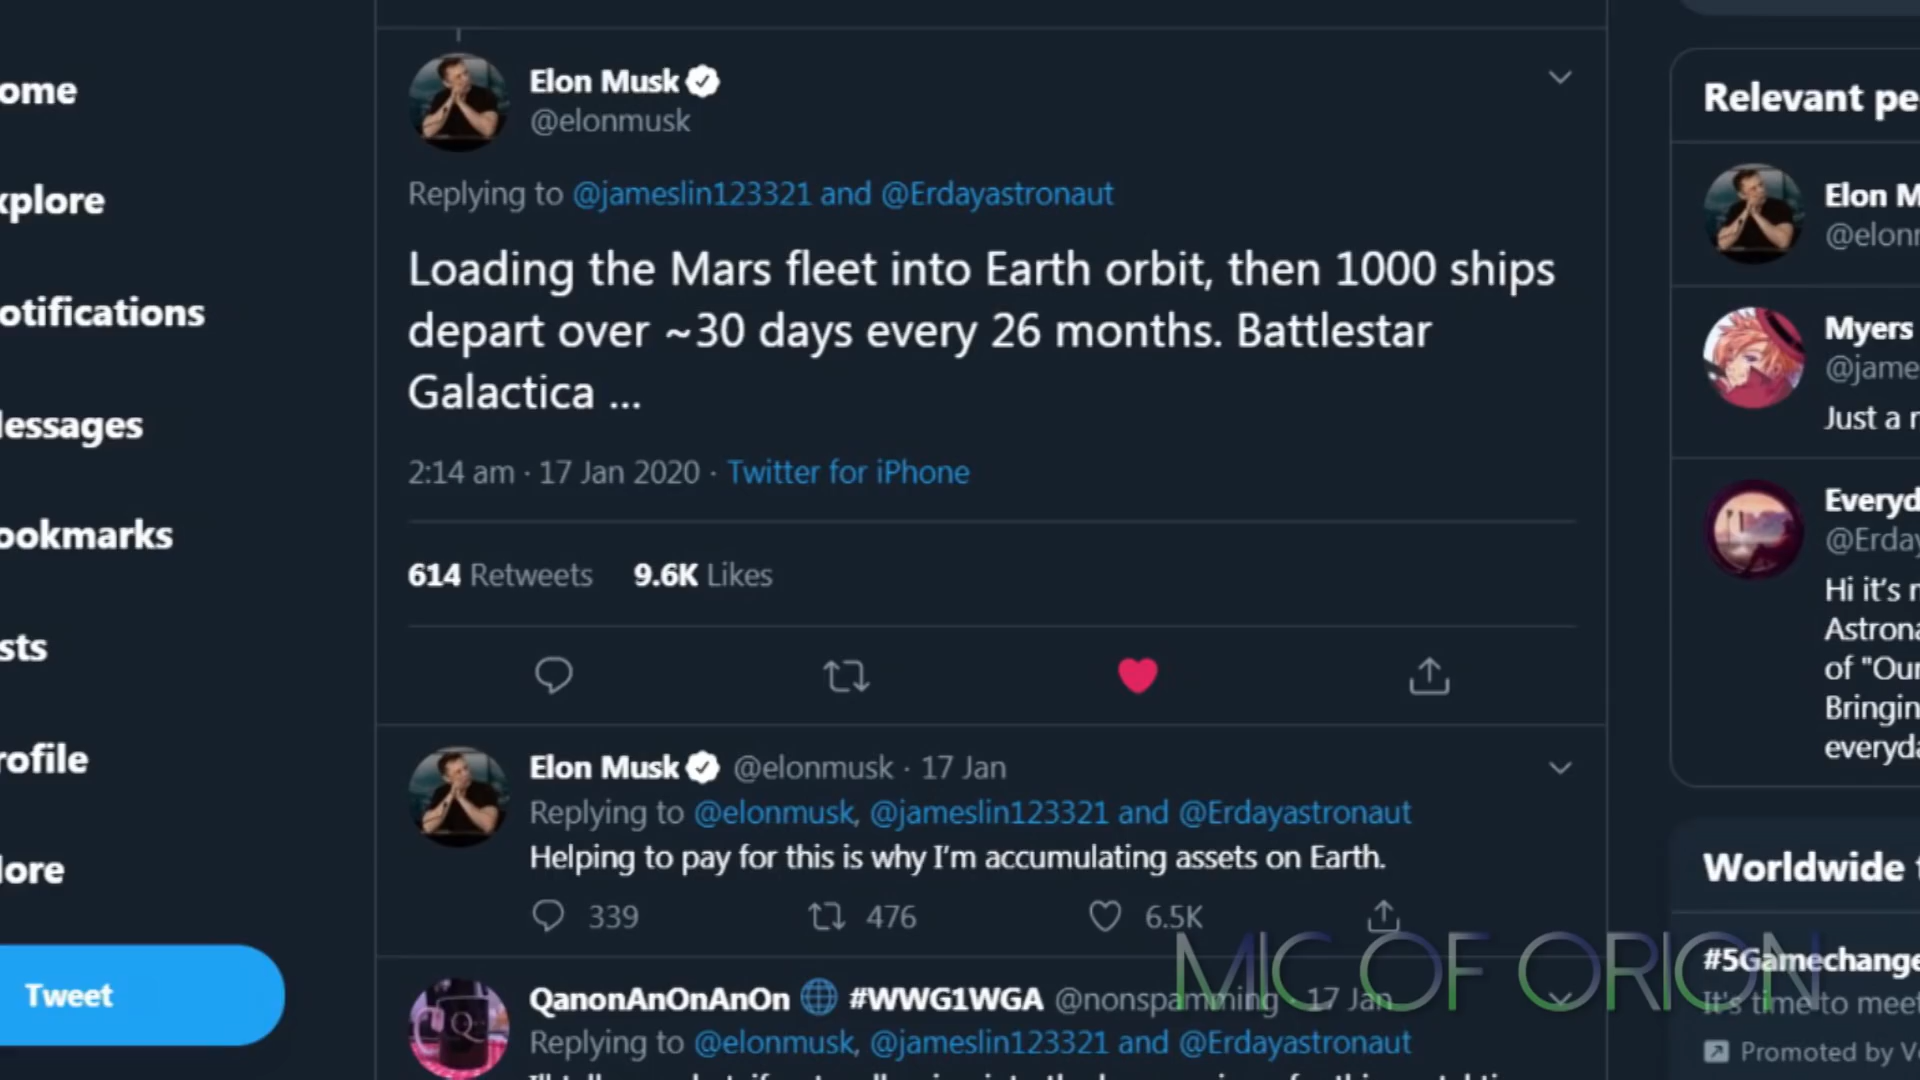 ome
xplore
otifications
essages
ookmarks
sts
rofile
ore
Tweet
Elon Musk
@elonmusk
Replying to @jameslin123321 and @Erdayastronaut
Loading the Mars fleet into Earth orbit, then 1000 ships
depart over ~30 days every 26 months. Battlestar
Galactica ...
2:14 am · 17 Jan 2020 · Twitter for iPhone
614 Retweets 9.6K Likes
Elon Musk @elonmusk · 17 Jan
Replying to @elonmusk, @jameslin123321 and @Erdayastronaut
Helping to pay for this is why I'm accumulating assets on Earth.
339 476 6.5K
QanonAnOnAnOn #WWG1WGA @nonspamming · 17 Jan
Replying to @elonmusk, @jameslin123321 and @Erdayastronaut
Relevant pe
Elon M
@elonm
Myers
@jame
Just a r
Everyd
@Erday
Hi it's m
Astrona
of "Our
Bringin
everyda
Worldwide t
#5Gamechange
It's time to meet
Promoted by V
MIC OF ORION